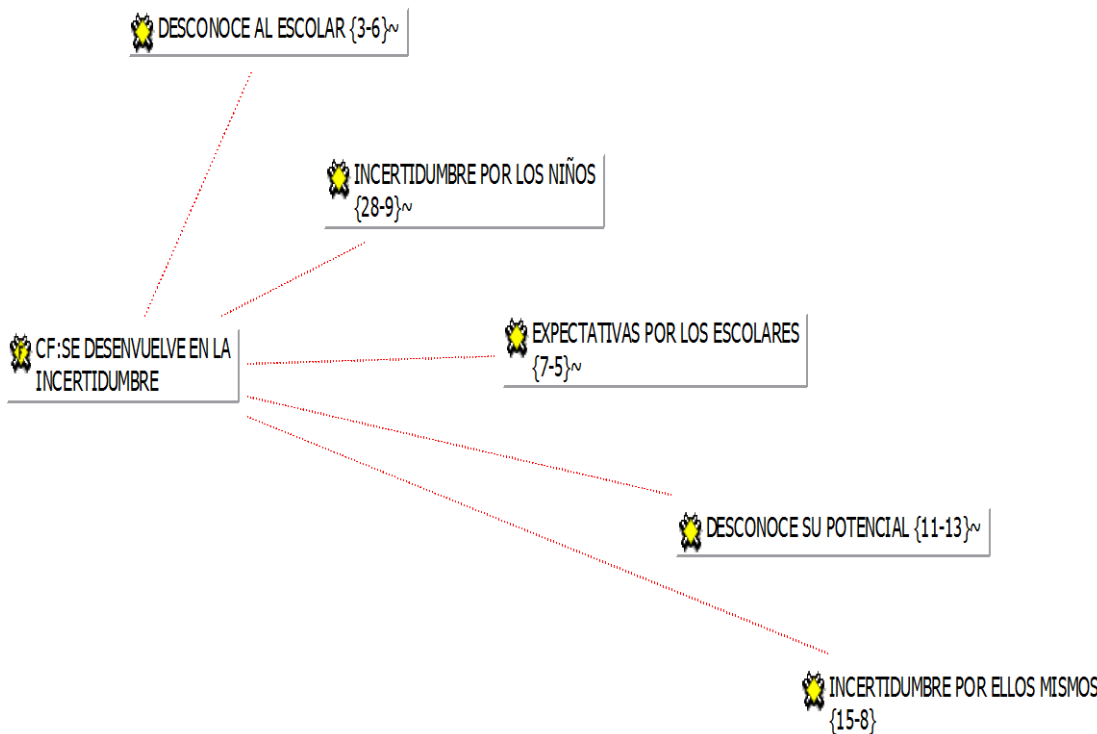 DESCONOCE AL ESCOLAR {3-6}~
INCERTIDUMBRE POR LOS NIÑOS
{28-9}~
EXPECTATIVAS POR LOS ESCOLARES
{7-5}~
CF:SE DESENVUELVE EN LA
INCERTIDUMBRE
DESCONOCE SU POTENCIAL {11-13}~
INCERTIDUMBRE POR ELLOS MISMOS
{15-8}